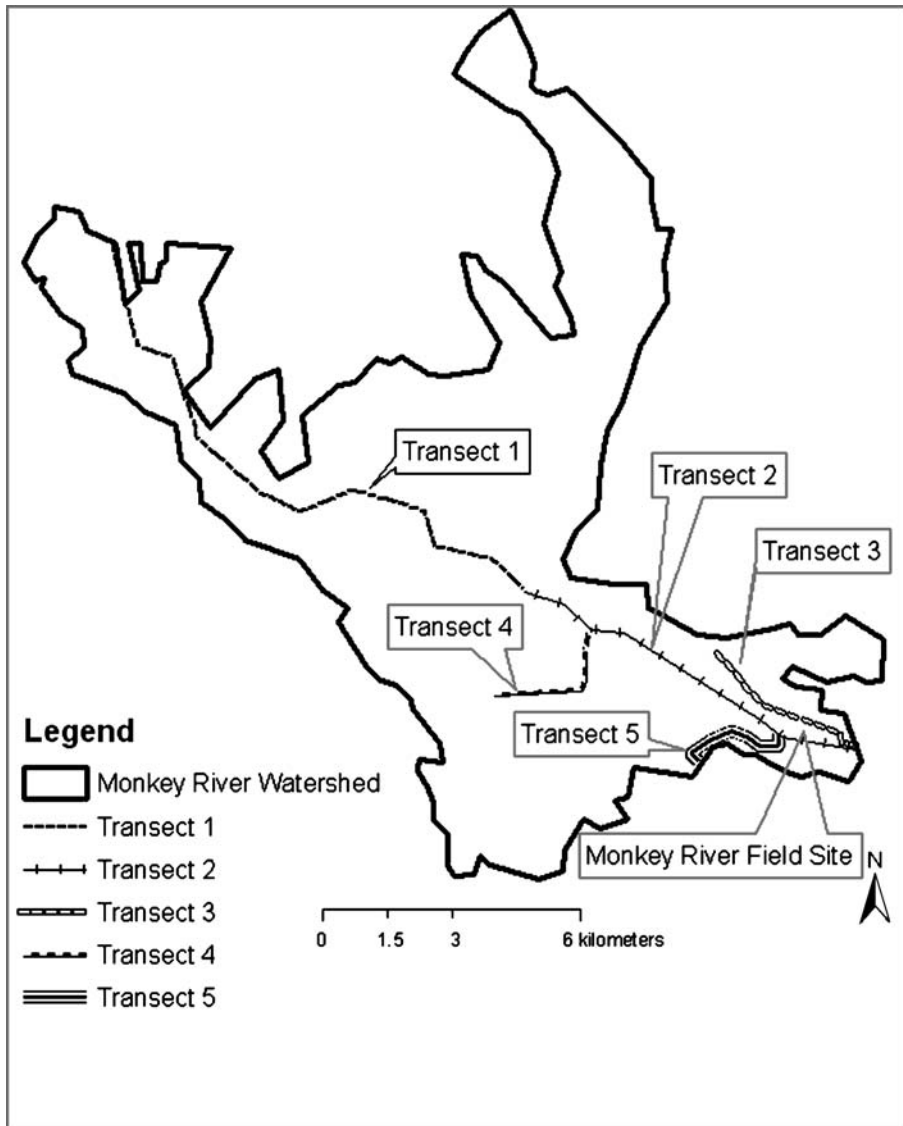 Transect 1
Transect 2
Transect 3
Transect 4
Transect 5
Monkey River Field Site
N
Legend
Monkey River Watershed
Transect 1
Transect 2
Transect 3
Transect 4
Transect 5
0 1.5 3 6 kilometers